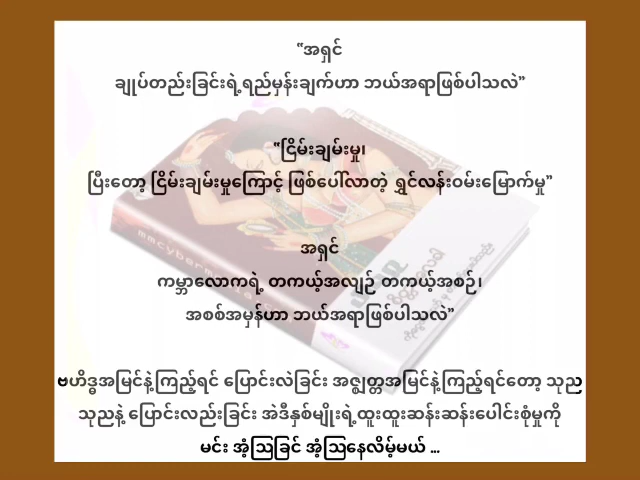 “အရှင်
ချုပ်တည်းခြင်းရဲ့ရည်မှန်းချက်ဟာ ဘယ်အရာဖြစ်ပါသလဲ”
“ငြိမ်းချမ်းမှု၊
ပြီးတော့ ငြိမ်းချမ်းမှုကြောင့် ဖြစ်ပေါ်လာတဲ့ ရွှင်လန်းဝမ်းမြောက်မှု”
အရှင်
ကမ္ဘာလောကရဲ့ တကယ့်အလျဉ် တကယ့်အစဉ်၊
အစစ်အမှန်ဟာ ဘယ်အရာဖြစ်ပါသလဲ”
ဗဟိဒ္ဓအမြင်နဲ့ကြည့်ရင် ပြောင်းလဲခြင်း အဇ္ဈတ္တအမြင်နဲ့ကြည့်ရင်တော့ သုည
သုညနဲ့ ပြောင်းလည်းခြင်း အဲဒီနှစ်မျိုးရဲ့ထူးထူးဆန်းဆန်းပေါင်းစုံမှုကို
မင်း အံ့ဩခြင် အံ့ဩနေလိမ့်မယ် ...